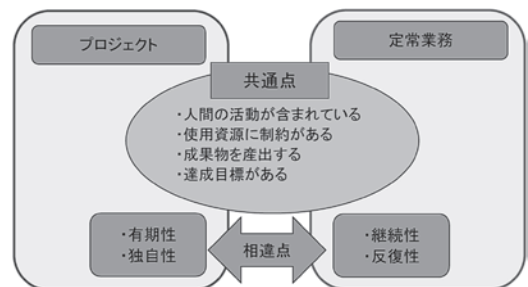 プロジェクト
定常業務
共通点
・人間の活動が含まれている
・使用資源に制約がある
・成果物を産出する
・達成目標がある
・有期性
・独自性
相違点
・継続性
・反復性